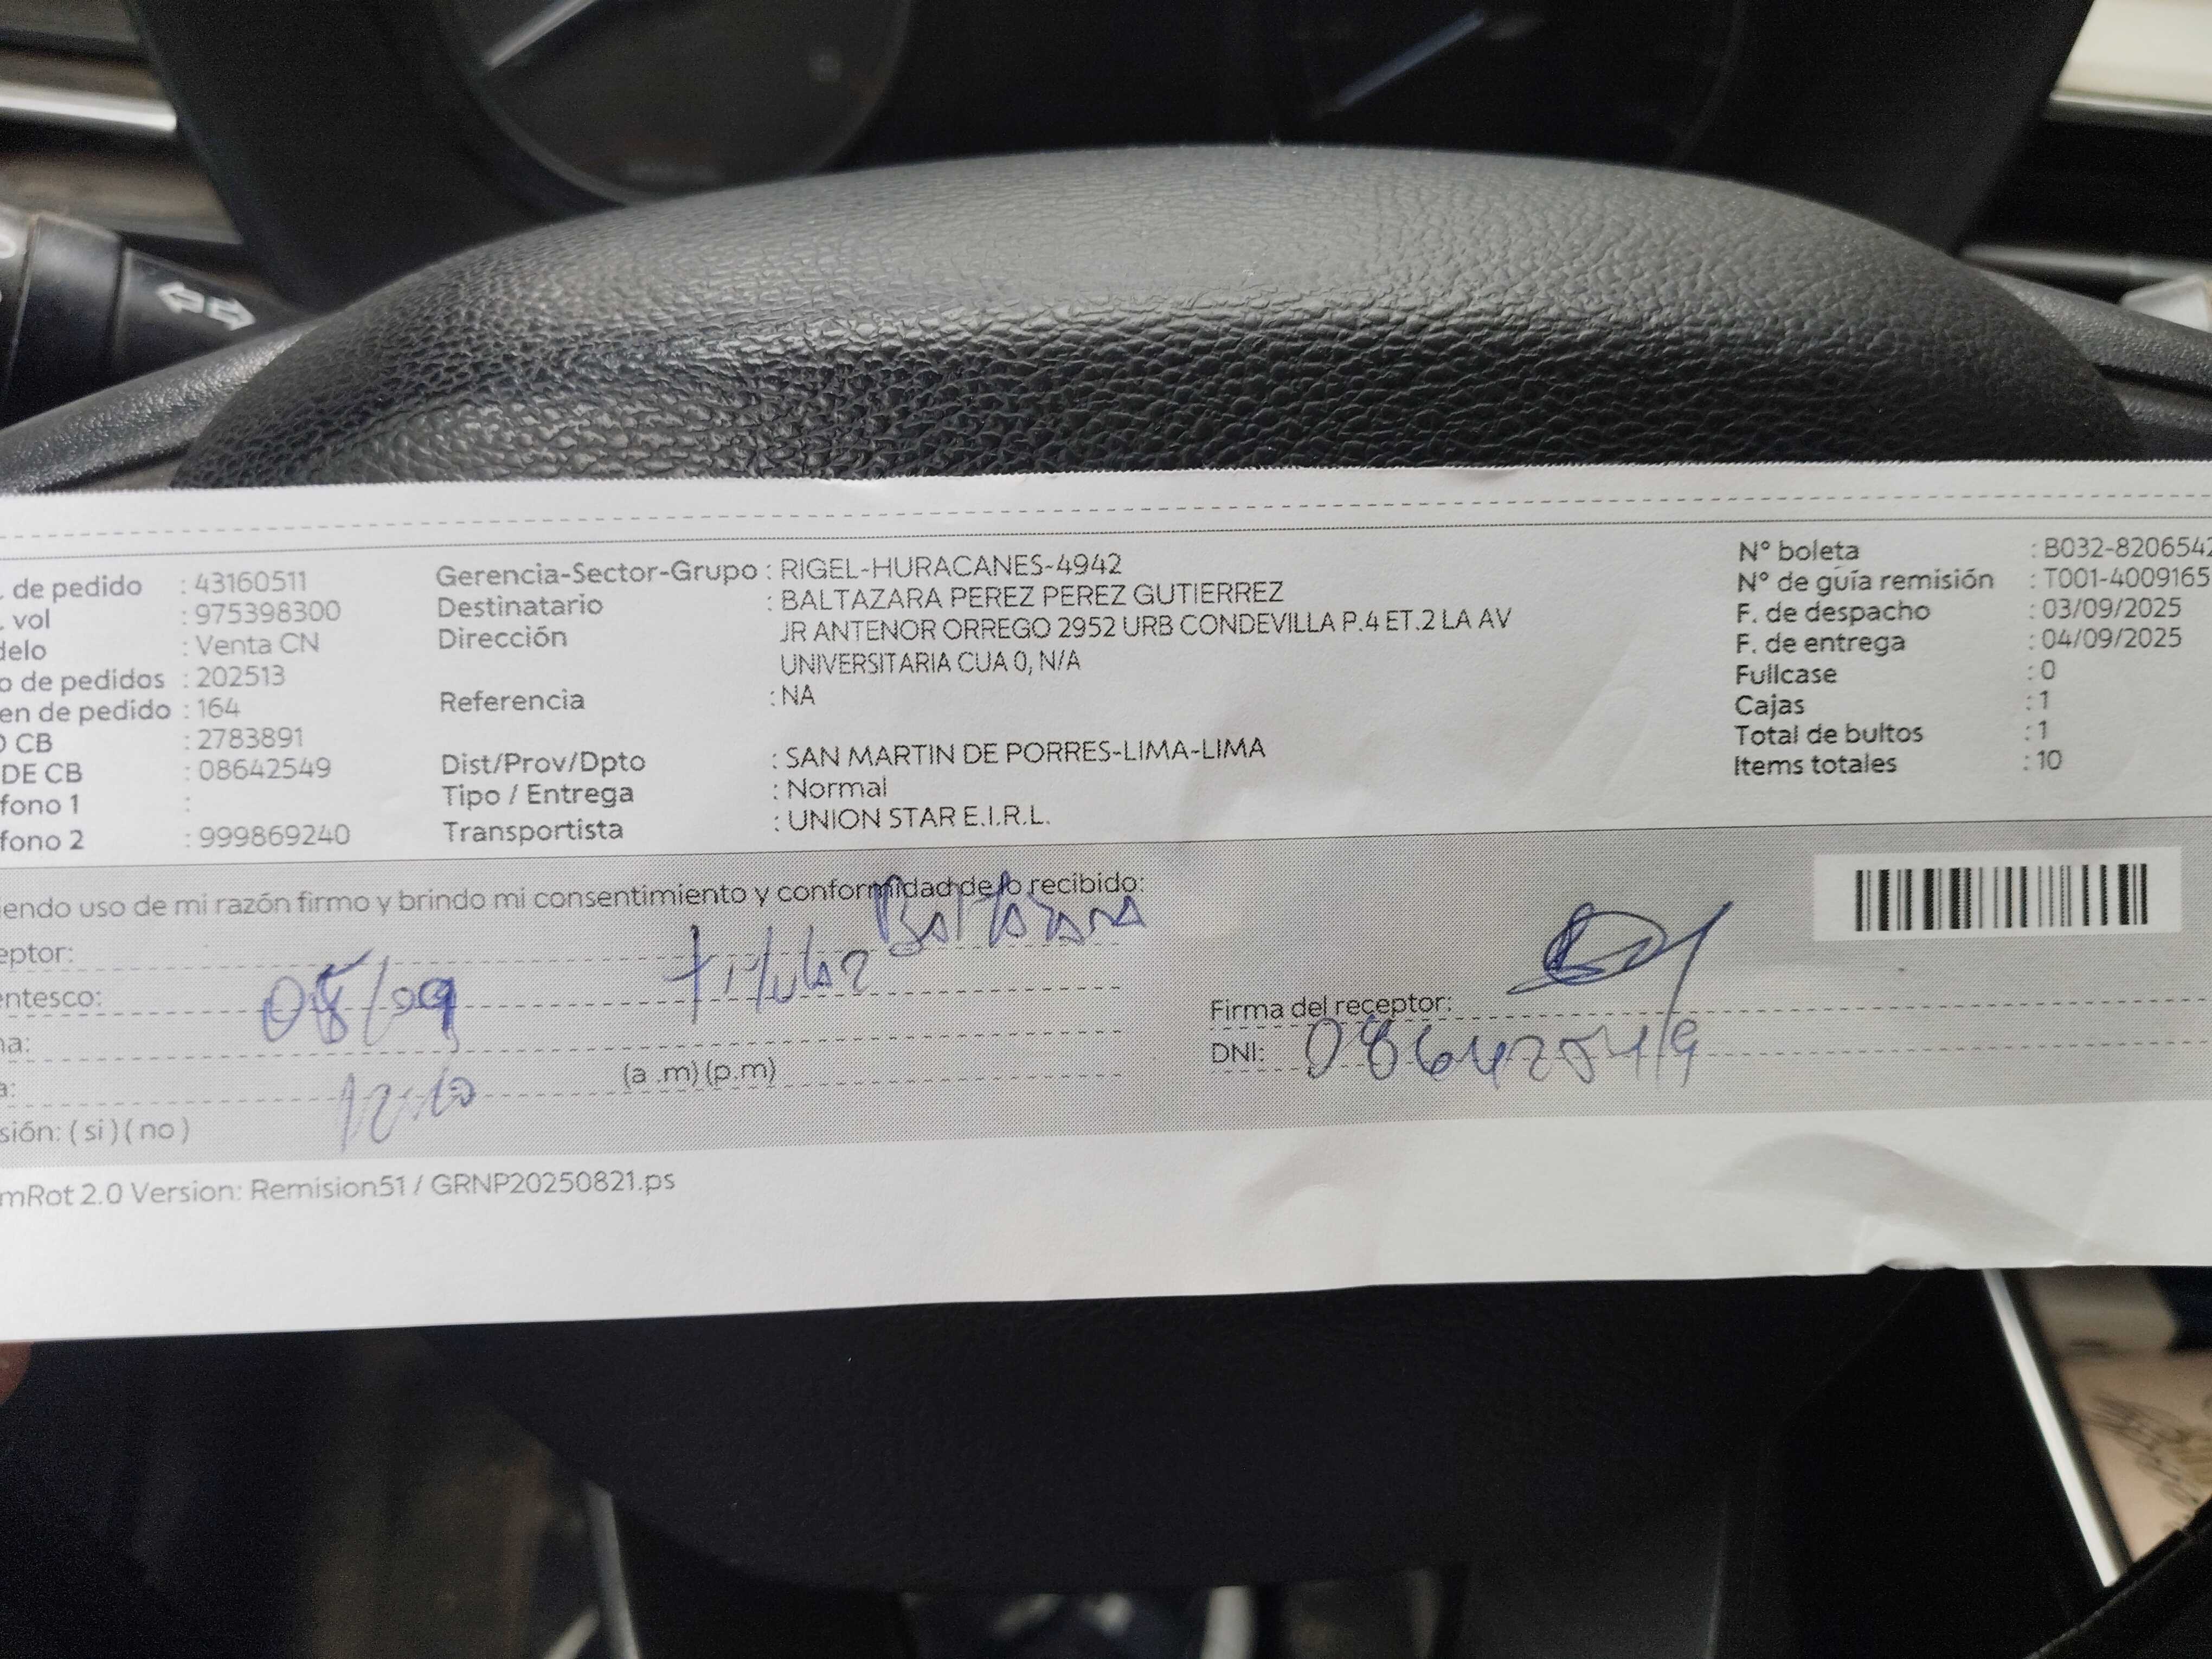 . de pedido : 43160511
. vol : 975398300
delo : Venta CN
o de pedidos : 202513
en de pedido : 164
O CB : 2783891
DE CB : 08642549
fono 1 :
fono 2 : 999869240
Gerencia-Sector-Grupo : RIGEL-HURACANES-4942
Destinatario : BALTAZARA PEREZ PEREZ GUTIERREZ
Dirección JR ANTENOR ORREGO 2952 URB CONDEVILLA P.4 ET.2 LA AV
UNIVERSITARIA CUA 0, N/A
Referencia : NA
Dist/Prov/Dpto : SAN MARTIN DE PORRES-LIMA-LIMA
Tipo / Entrega : Normal
Transportista : UNION STAR E.I.R.L.
N° boleta : B032-8206542
N° de guía remisión : T001-4009165
F. de despacho : 03/09/2025
F. de entrega : 04/09/2025
Fullcase : 0
Cajas : 1
Total de bultos : 1
Items totales : 10
iendo uso de mi razón firmo y brindo mi consentimiento y conformidad de lo recibido:
eptor: Baltazara
entesco: titular
na: 05/09
a: (a .m) (p.m)
sión: ( si ) ( no )
Firma del receptor:
DNI: 08642549
mRot 2.0 Version: Remision51 / GRNP20250821.ps